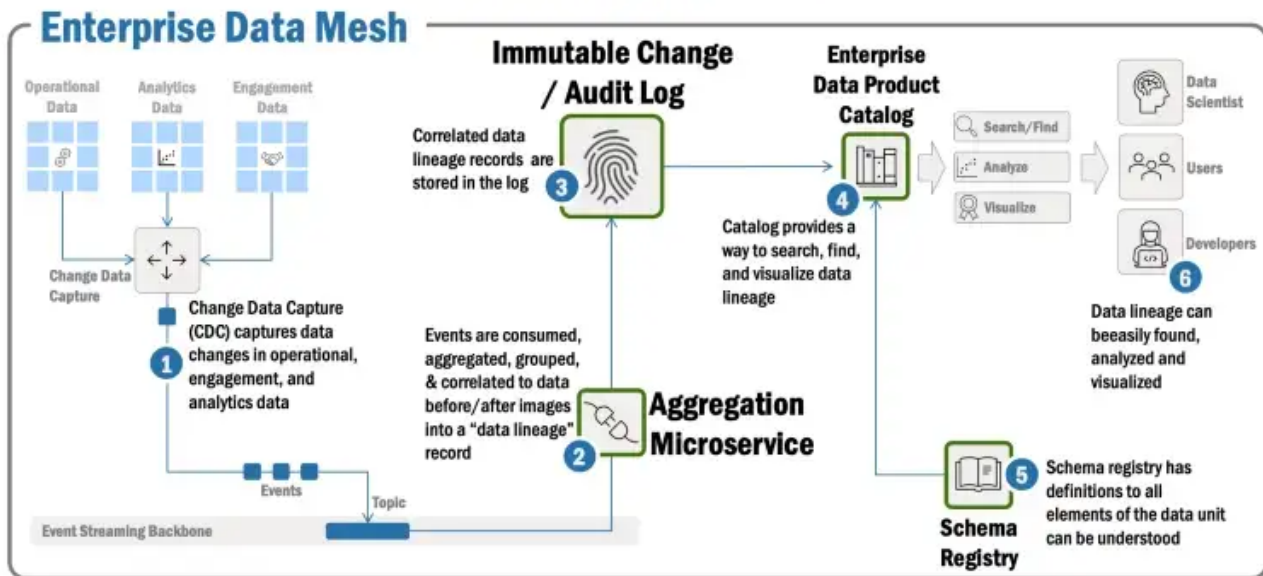 Enterprise Data Mesh
Operational
Data
Analytics
Data
Engagement
Data
Change Data
Capture
1
Change Data Capture
(CDC) captures data
changes in operational,
engagement, and
analytics data
Events
Topic
Event Streaming Backbone
Events are consumed,
aggregated, grouped,
& correlated to data
before/after images
into a “data lineage”
record
2
Aggregation
Microservice
Immutable Change
/ Audit Log
Correlated data
lineage records are
stored in the log
3
Enterprise
Data Product
Catalog
4
Catalog provides a
way to search, find,
and visualize data
lineage
Search/Find
Analyze
Visualize
Data
Scientist
Users
Developers
6
Data lineage can
beeasily found,
analyzed and
visualized
5
Schema registry has
definitions to all
elements of the data unit
can be understood
Schema
Registry